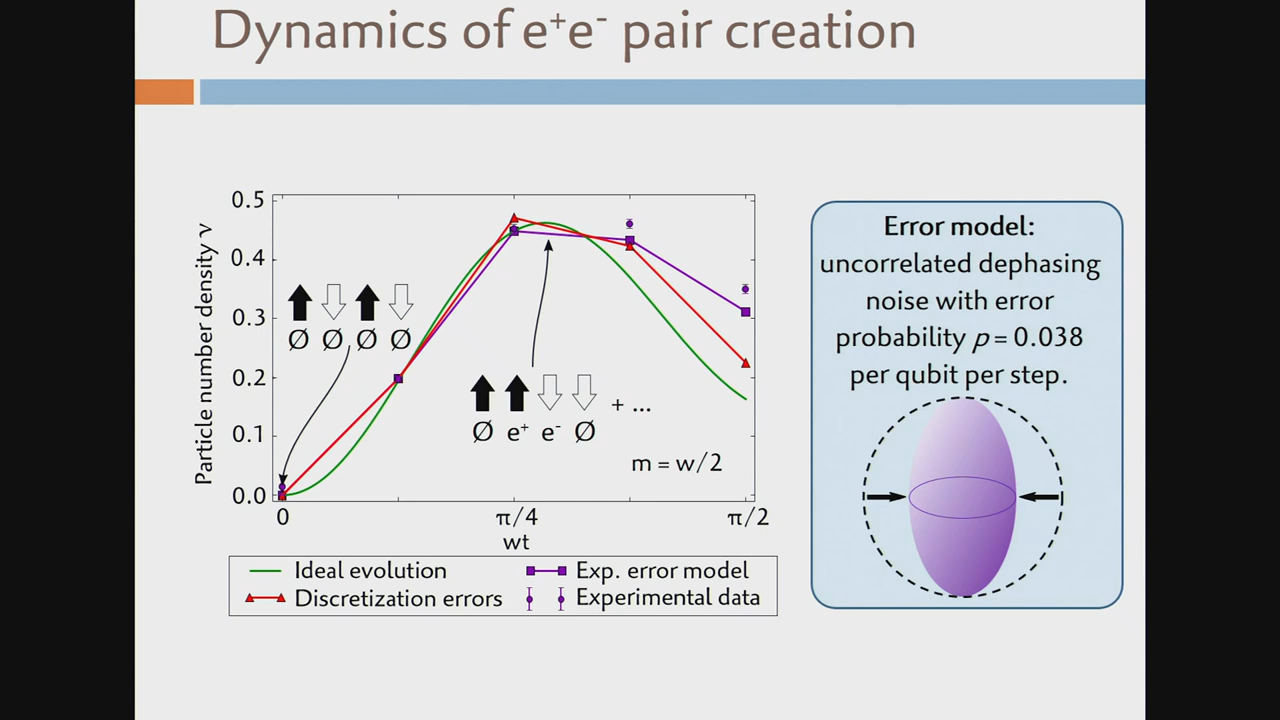 Dynamics of e⁺e⁻ pair creation
Particle number density ν
0.5
0.4
0.3
0.2
0.1
0.0
Ø Ø Ø Ø
Ø e⁺ e⁻ Ø
+ ...
m = w/2
0
π/4
π/2
wt
Ideal evolution
Discretization errors
Exp. error model
Experimental data
Error model:
uncorrelated dephasing
noise with error
probability p = 0.038
per qubit per step.